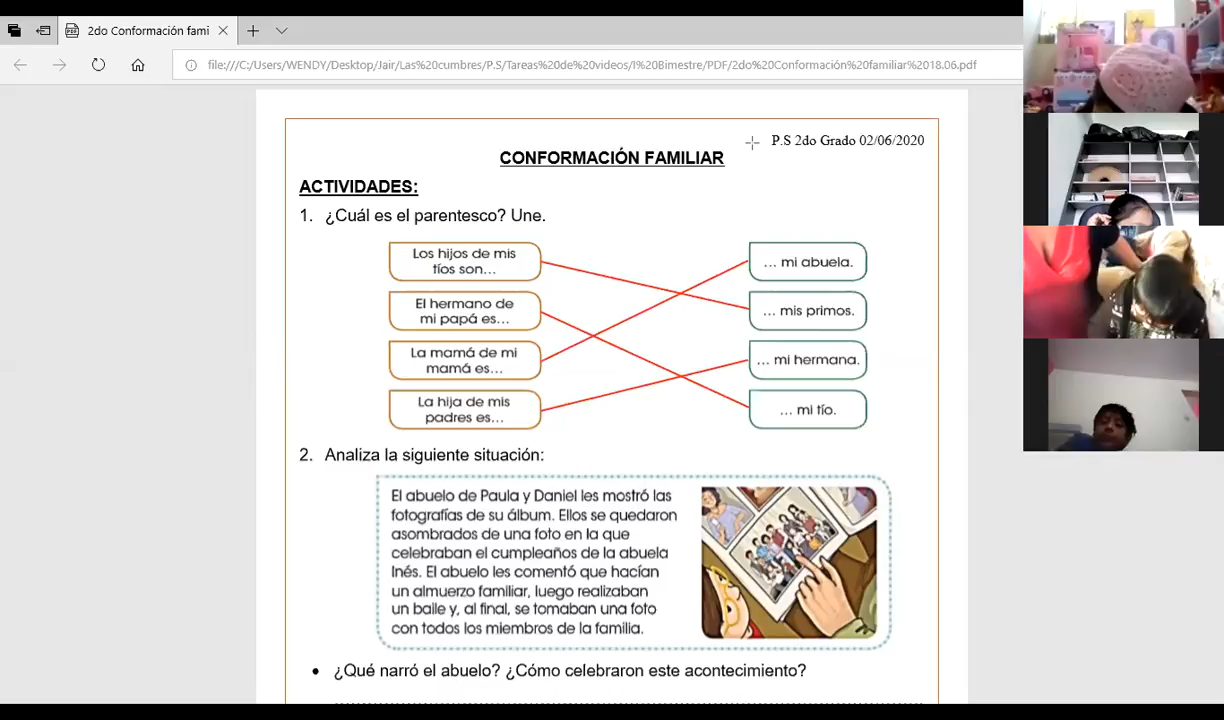 2do Conformación fami
file:///C:/Users/WENDY/Desktop/Jair/Las%20cumbres/P.S/Tareas%20de%20videos/I%20Bimestre/PDF/2do%20Conformación%20familiar%2018.06.pdf
P.S 2do Grado 02/06/2020
CONFORMACIÓN FAMILIAR
ACTIVIDADES:
1. ¿Cuál es el parentesco? Une.
Los hijos de mis
tíos son...
... mi abuela.
El hermano de
mi papá es...
... mis primos.
La mamá de mi
mamá es...
... mi hermana.
La hija de mis
padres es...
... mi tío.
2. Analiza la siguiente situación:
El abuelo de Paula y Daniel les mostró las
fotografías de su álbum. Ellos se quedaron
asombrados de una foto en la que
celebraban el cumpleaños de la abuela
Inés. El abuelo les comentó que hacían
un almuerzo familiar, luego realizaban
un baile y, al final, se tomaban una foto
con todos los miembros de la familia.
• ¿Qué narró el abuelo? ¿Cómo celebraron este acontecimiento?